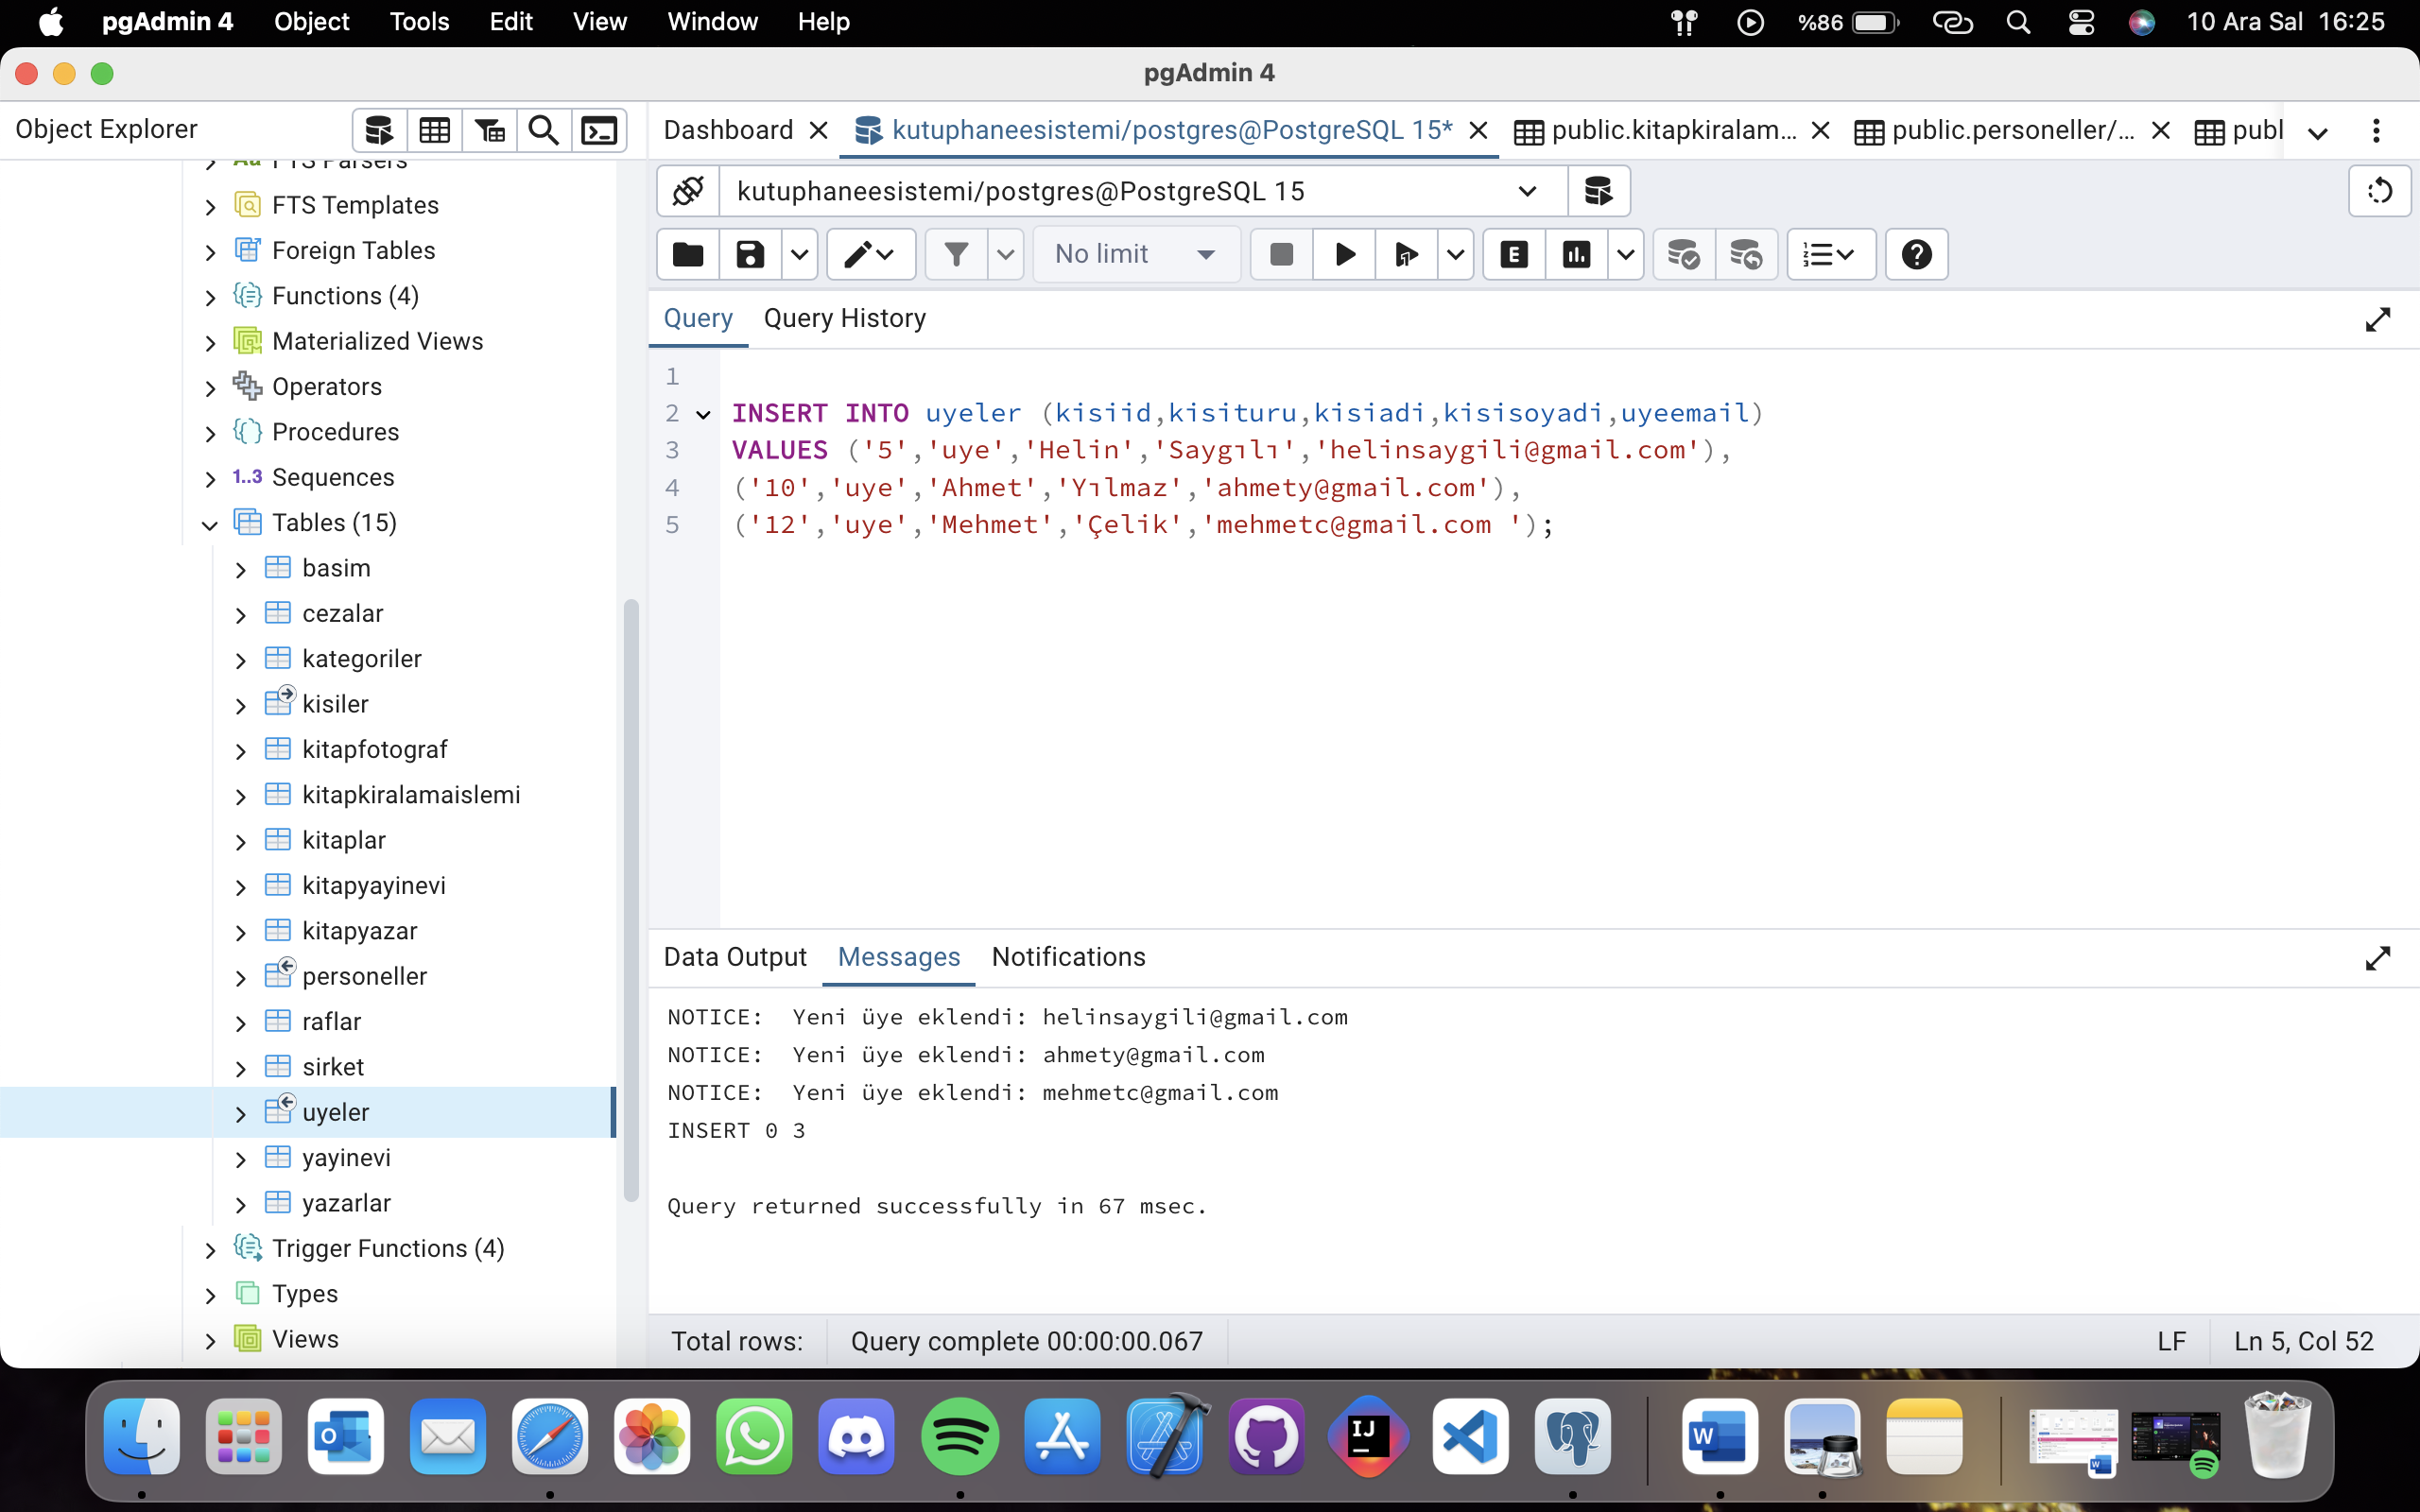 pgAdmin 4 Object Tools Edit View Window Help %86 10 Ara Sal 16:25
pgAdmin 4
Object Explorer
FTS Parsers
FTS Templates
Foreign Tables
Functions (4)
Materialized Views
Operators
Procedures
1..3 Sequences
Tables (15)
basim
cezalar
kategoriler
kisiler
kitapfotograf
kitapkiralamaislemi
kitaplar
kitapyayinevi
kitapyazar
personeller
raflar
sirket
uyeler
yayinevi
yazarlar
Trigger Functions (4)
Types
Views
Dashboard kutuphaneesistemi/postgres@PostgreSQL 15* public.kitapkiralam... public.personeller/... publ
kutuphaneesistemi/postgres@PostgreSQL 15
No limit E
Query Query History
1
2 INSERT INTO uyeler (kisiid,kisituru,kisiadi,kisisoyadi,uyeemail)
3 VALUES ('5','uye','Helin','Saygılı','helinsaygili@gmail.com'),
4 ('10','uye','Ahmet','Yılmaz','ahmety@gmail.com'),
5 ('12','uye','Mehmet','Çelik','mehmetc@gmail.com ');
Data Output Messages Notifications
NOTICE:  Yeni üye eklendi: helinsaygili@gmail.com
NOTICE:  Yeni üye eklendi: ahmety@gmail.com
NOTICE:  Yeni üye eklendi: mehmetc@gmail.com
INSERT 0 3
Query returned successfully in 67 msec.
Total rows: Query complete 00:00:00.067 LF Ln 5, Col 52